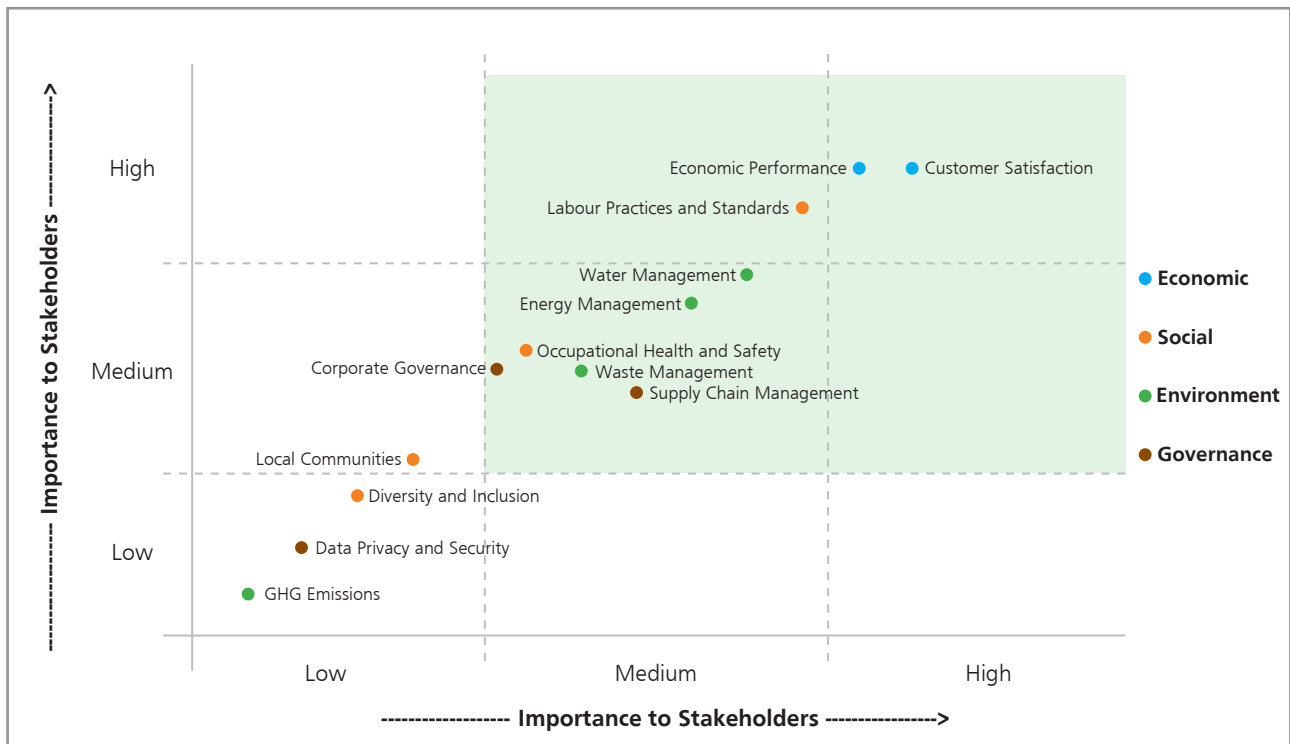 High
Economic Performance
Customer Satisfaction
Labour Practices and Standards
Water Management
Energy Management
Economic
Social
Environment
Governance
Occupational Health and Safety
Corporate Governance
Waste Management
Medium
Supply Chain Management
Local Communities
Diversity and Inclusion
Data Privacy and Security
Low
GHG Emissions
------------------ Importance to Stakeholders ----------------->
Low
Medium
High
------------------ Importance to Stakeholders ---------------->